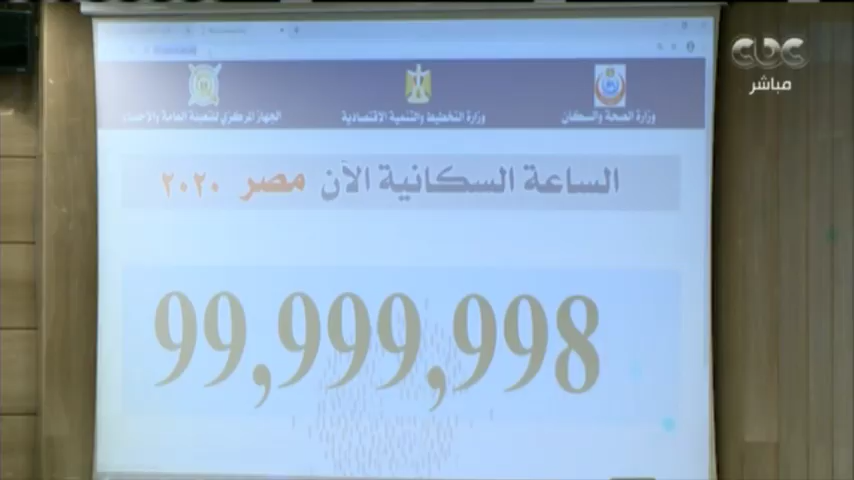 CBC
مباشر
وزارة الصحة والسكان
وزارة التخطيط والتنمية الاقتصادية
الجهاز المركزي للتعبئة العامة والإحصاء
الساعة السكانية الآن مصر ٢٠٢٠
99,999,998